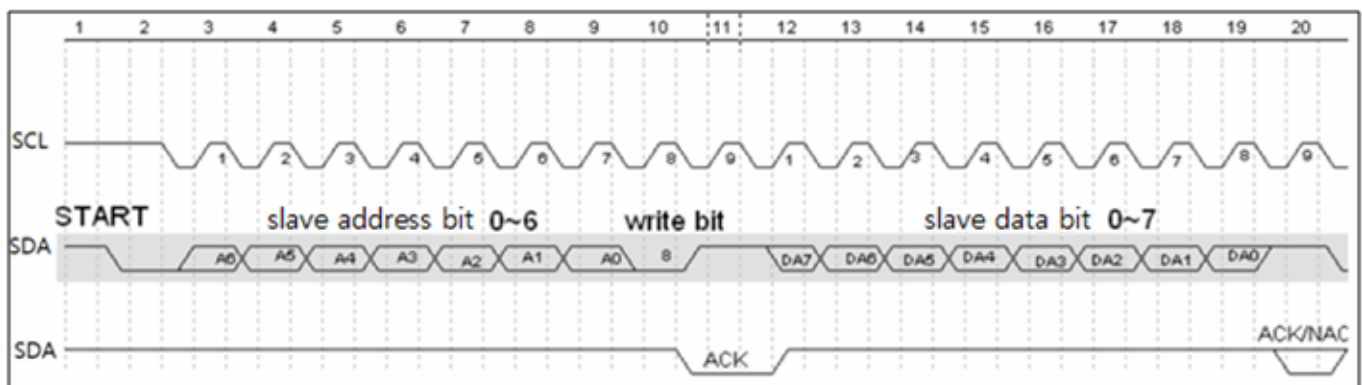 1 2 3 4 5 6 7 8 9 10 11 12 13 14 15 16 17 18 19 20
SCL 1 2 3 4 5 6 7 8 9 1 2 3 4 5 6 7 8 9
START slave address bit 0~6 write bit slave data bit 0~7
SDA A6 A5 A4 A3 A2 A1 A0 8 DA7 DA6 DA5 DA4 DA3 DA2 DA1 DA0
ACK/NAC
SDA ACK